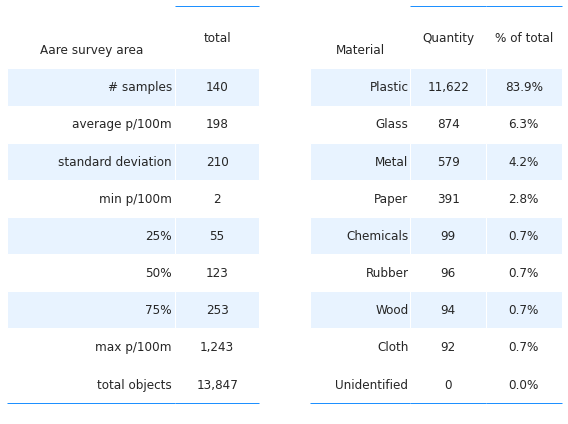 Aare survey area total
# samples 140
average p/100m 198
standard deviation 210
min p/100m 2
25% 55
50% 123
75% 253
max p/100m 1,243
total objects 13,847
Material Quantity % of total
Plastic 11,622 83.9%
Glass 874 6.3%
Metal 579 4.2%
Paper 391 2.8%
Chemicals 99 0.7%
Rubber 96 0.7%
Wood 94 0.7%
Cloth 92 0.7%
Unidentified 0 0.0%